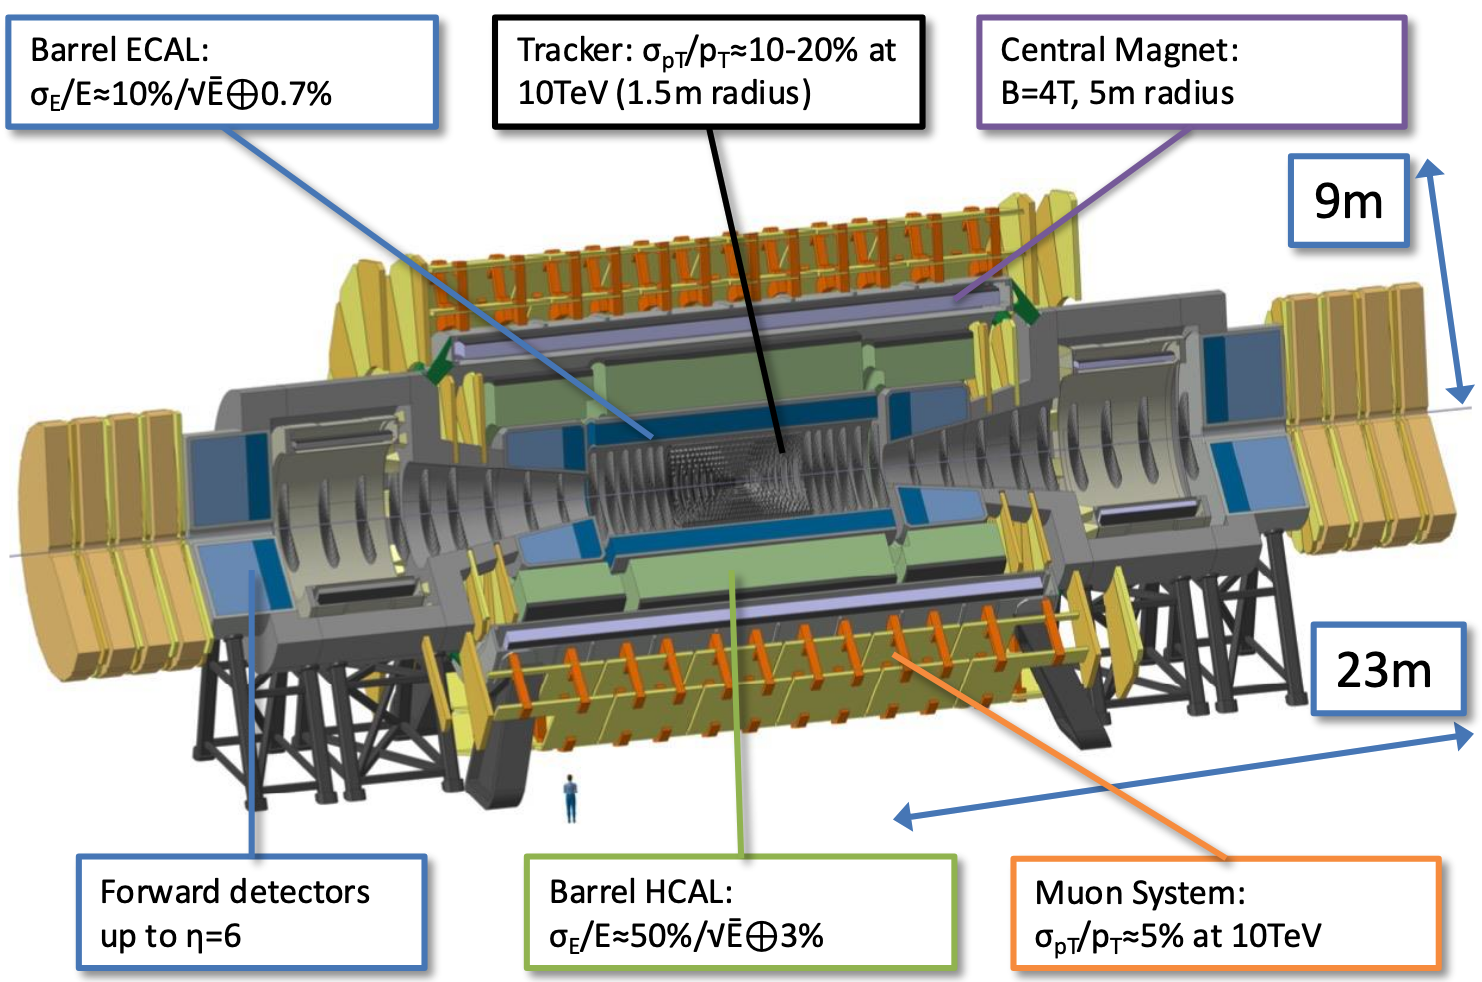 Barrel ECAL:
σE/E≈10%/√Ē⊕0.7%
Tracker: σpT/pT≈10-20% at
10TeV (1.5m radius)
Central Magnet:
B=4T, 5m radius
9m
23m
Forward detectors
up to η=6
Barrel HCAL:
σE/E≈50%/√Ē⊕3%
Muon System:
σpT/pT≈5% at 10TeV